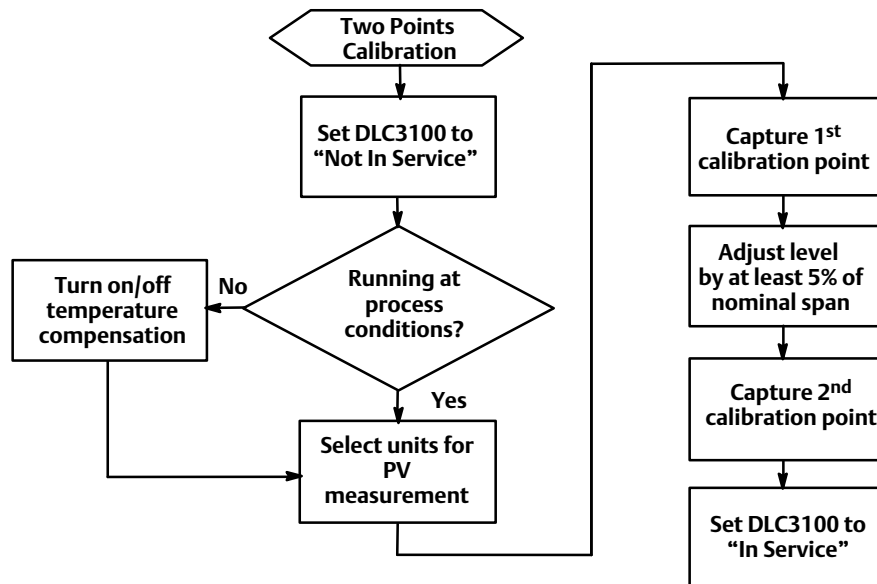 Two Points
Calibration
Set DLC3100 to
“Not In Service”
Running at
process
conditions?
No
Turn on/off
temperature
compensation
Yes
Select units for
PV
measurement
Capture 1st
calibration point
Adjust level
by at least 5% of
nominal span
Capture 2nd
calibration point
Set DLC3100 to
“In Service”